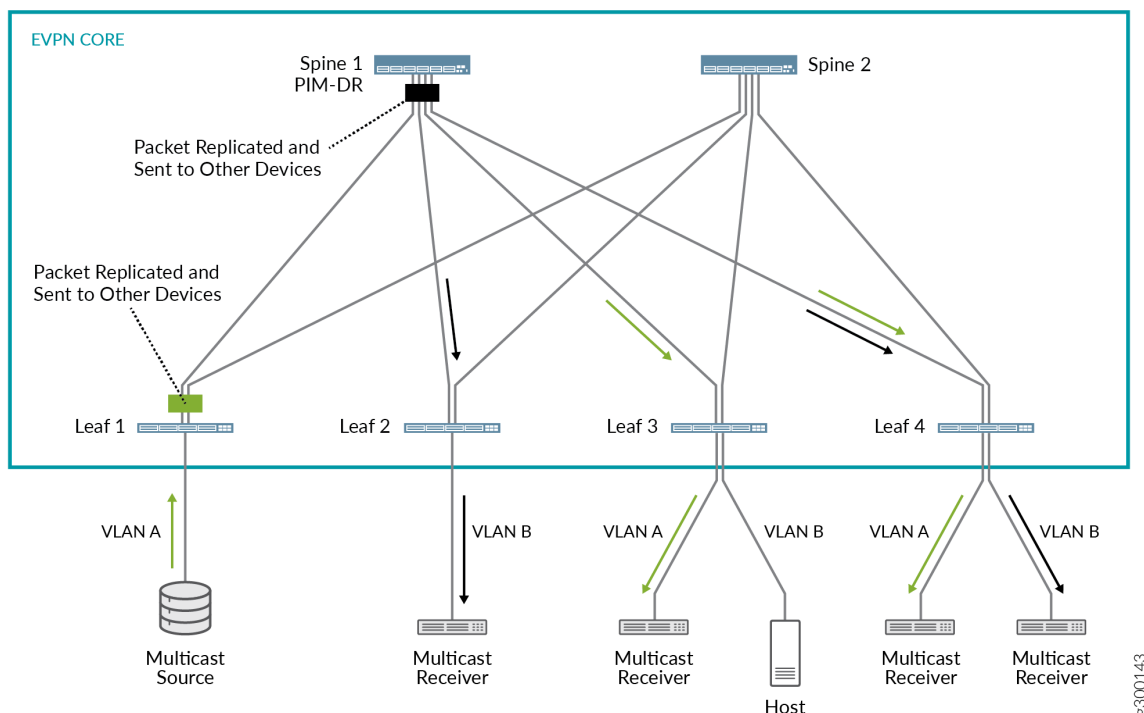 EVPN CORE
Spine 1
PIM-DR
Spine 2
Packet Replicated and
Sent to Other Devices
Packet Replicated and
Sent to Other Devices
Leaf 1
Leaf 2
Leaf 3
Leaf 4
VLAN A
VLAN B
VLAN A
VLAN B
VLAN A
VLAN B
Multicast
Source
Multicast
Receiver
Multicast
Receiver
Host
Multicast
Receiver
Multicast
Receiver
g300143